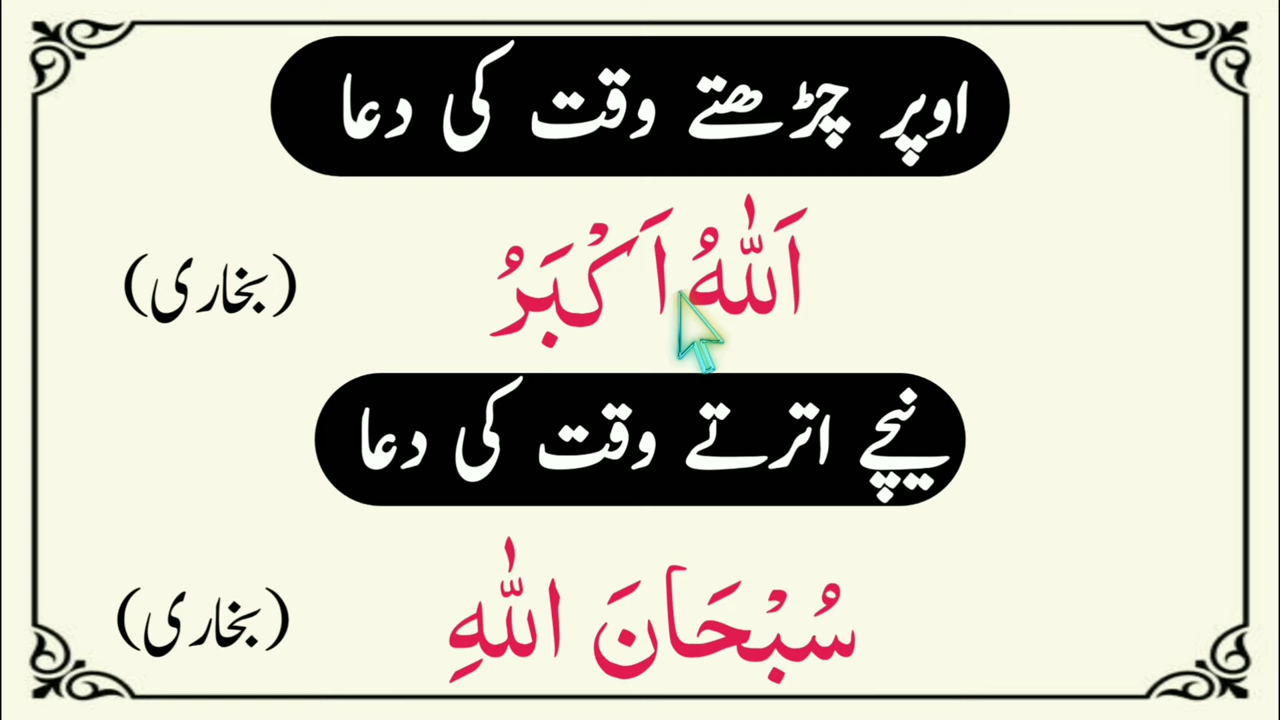 اوپر چڑھتے وقت کی دعا
اَللّٰهُ اَكْبَرُ (بخاری)
نیچے اترتے وقت کی دعا
سُبْحَانَ اللّٰهِ (بخاری)